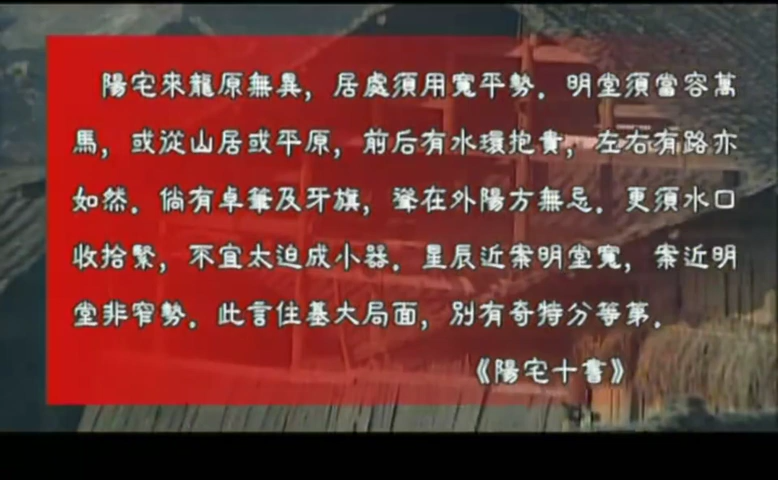 陽宅來龍原無異，居處須用寬平勢．明堂須當容萬
馬，或從山居或平原，前后有水環抱貴，左右有路亦
如然．倘有卓筆及牙旗，聳在外陽方無忌．更須水口
收拾緊，不宜太迫成小器．星辰近案明堂寬，案近明
堂非窄勢．此言住基大局面，別有奇特分等第．
《陽宅十書》